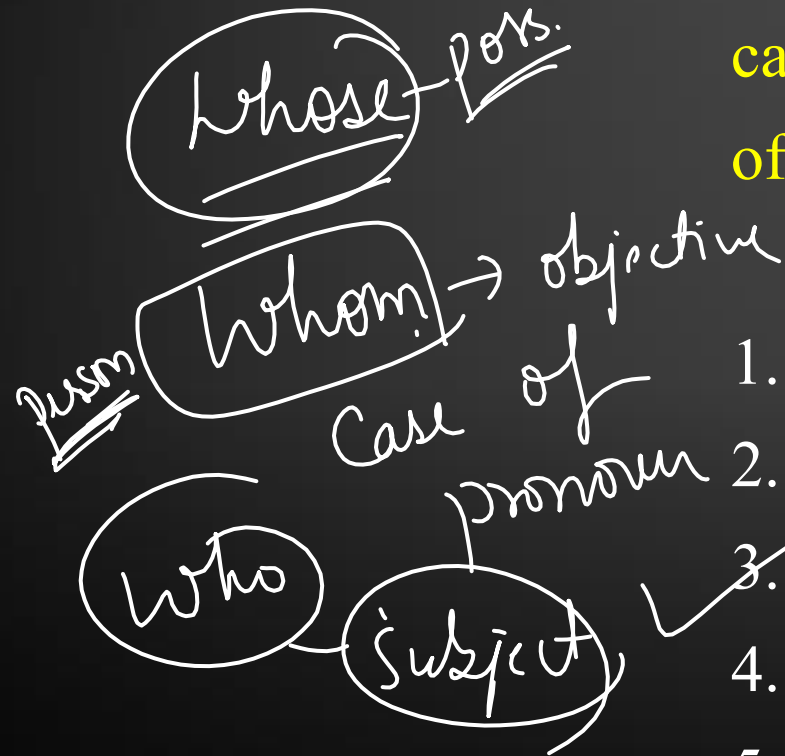 Whose - poss.
ca
of
Whom → objective
Person
Case of
pronoun
Who - Subject
1.
2.
3.
4.